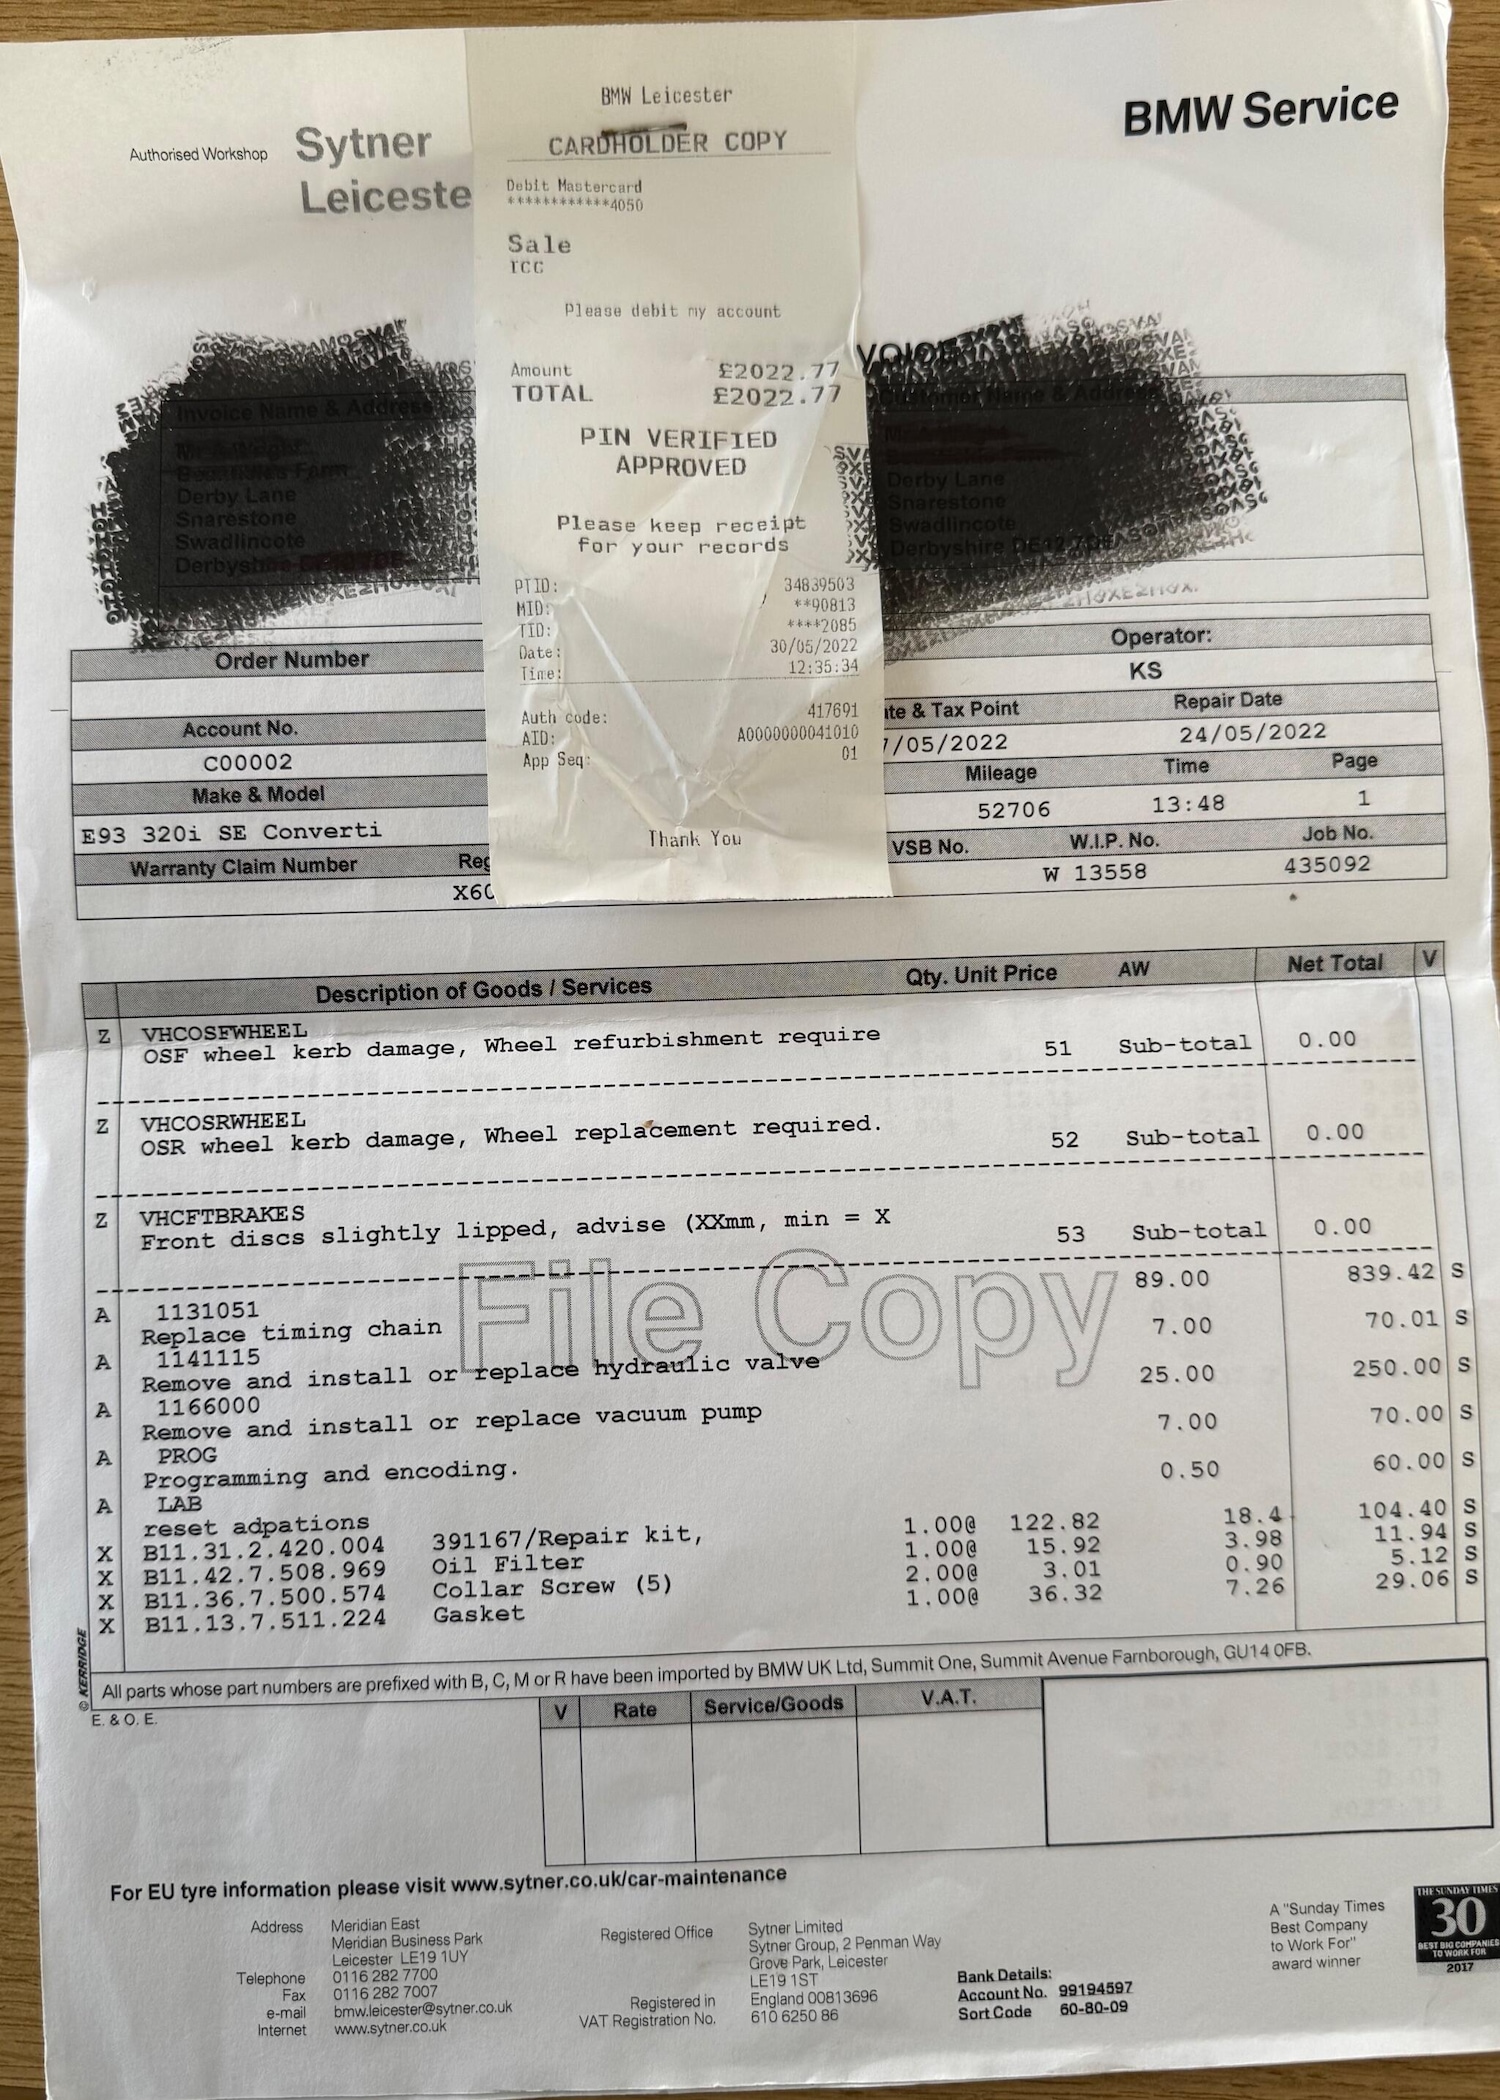 BMW Service
Authorised Workshop Sytner
Leiceste
BMW Leicester
CARDHOLDER COPY
Debit Mastercard
************4050
Sale
ICC
Please debit my account
Amount £2022.77
TOTAL £2022.77
PIN VERIFIED
APPROVED
Please keep receipt
for your records
PTID: 34839503
MID: **90813
TID: ****2085
Date: 30/05/2022
Time: 12:35:34
Auth code: 417691
AID: A0000000041010
App Seq: 01
Thank You
Invoice Name & Address
Customer Name & Address
Order Number Operator:
KS
Account No. te & Tax Point Repair Date
C00002 7/05/2022 24/05/2022
Make & Model Mileage Time Page
E93 320i SE Converti 52706 13:48 1
Warranty Claim Number Reg VSB No. W.I.P. No. Job No.
X60 W 13558 435092
Description of Goods / Services Qty. Unit Price AW Net Total V
Z VHCOSFWHEEL
OSF wheel kerb damage, Wheel refurbishment require 51 Sub-total 0.00
Z VHCOSRWHEEL
OSR wheel kerb damage, Wheel replacement required. 52 Sub-total 0.00
Z VHCFTBRAKES
Front discs slightly lipped, advise (XXmm, min = X 53 Sub-total 0.00
File Copy
A 1131051 89.00 839.42 S
Replace timing chain
A 1141115 7.00 70.01 S
Remove and install or replace hydraulic valve
A 1166000 25.00 250.00 S
Remove and install or replace vacuum pump
A PROG 7.00 70.00 S
Programming and encoding.
A LAB 0.50 60.00 S
reset adpations
X B11.31.2.420.004 391167/Repair kit, 1.00@ 122.82 18.4 104.40 S
X B11.42.7.508.969 Oil Filter 1.00@ 15.92 3.98 11.94 S
X B11.36.7.500.574 Collar Screw (5) 2.00@ 3.01 0.90 5.12 S
X B11.13.7.511.224 Gasket 1.00@ 36.32 7.26 29.06 S
© KERRIDGE
All parts whose part numbers are prefixed with B, C, M or R have been imported by BMW UK Ltd, Summit One, Summit Avenue Farnborough, GU14 0FB.
E. & O. E.
V Rate Service/Goods V.A.T.
For EU tyre information please visit www.sytner.co.uk/car-maintenance
Address Meridian East
Meridian Business Park
Leicester LE19 1UY
Telephone 0116 282 7700
Fax 0116 282 7007
e-mail bmw.leicester@sytner.co.uk
Internet www.sytner.co.uk
Registered Office Sytner Limited
Sytner Group, 2 Penman Way
Grove Park, Leicester
LE19 1ST
Registered in England 00813696
VAT Registration No. 610 6250 86
Bank Details:
Account No. 99194597
Sort Code 60-80-09
A "Sunday Times
Best Company
to Work For"
award winner
THE SUNDAY TIMES
30
BEST BIG COMPANIES
TO WORK FOR
2017